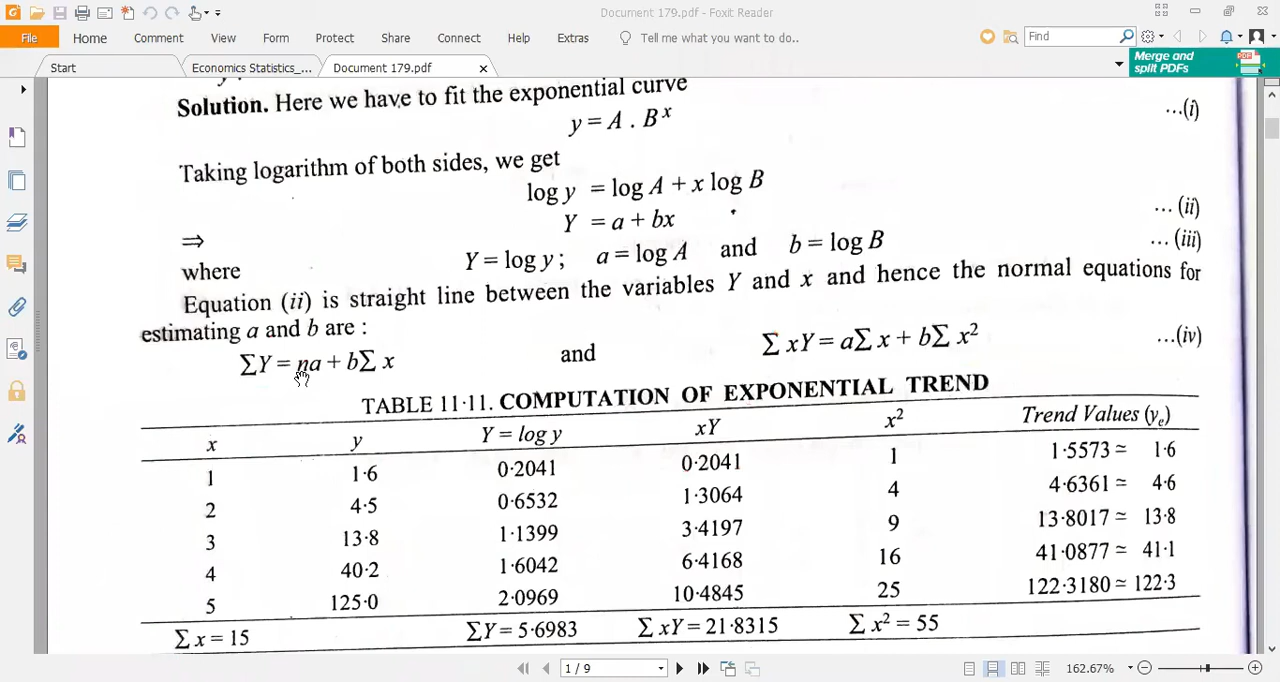 Document 179.pdf - Foxit Reader
File Home Comment View Form Protect Share Connect Help Extras Tell me what you want to do.. Find
Start Economics Statistics_... Document 179.pdf Merge and split PDFs
Solution. Here we have to fit the exponential curve
y = A . Bˣ ...(i)
Taking logarithm of both sides, we get
log y = log A + x log B
⇒ Y = a + bx ... (ii)
where Y = log y ; a = log A and b = log B ... (iii)
Equation (ii) is straight line between the variables Y and x and hence the normal equations for
estimating a and b are :
∑Y = na + b∑ x and ∑ xY = a∑ x + b∑ x² ...(iv)
TABLE 11·11. COMPUTATION OF EXPONENTIAL TREND
x y Y = log y xY x² Trend Values (yₑ)
1 1·6 0·2041 0·2041 1 1·5573 ≃ 1·6
2 4·5 0·6532 1·3064 4 4·6361 ≃ 4·6
3 13·8 1·1399 3·4197 9 13·8017 ≃ 13·8
4 40·2 1·6042 6·4168 16 41·0877 ≃ 41·1
5 125·0 2·0969 10·4845 25 122·3180 ≃ 122·3
∑ x = 15 ∑Y = 5·6983 ∑ xY = 21·8315 ∑ x² = 55
1 / 9 162.67%